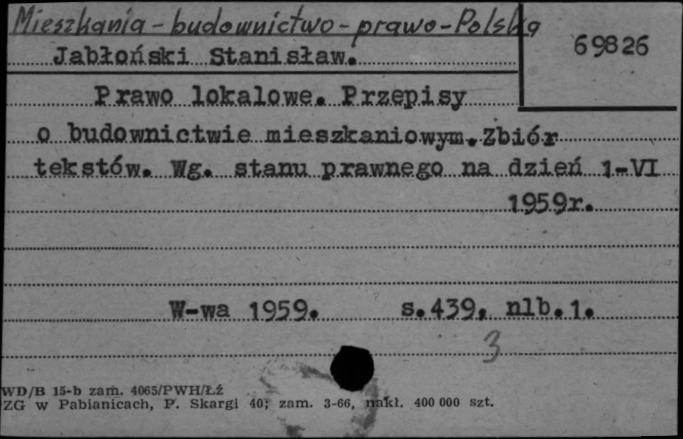 Mieszkania - budownictwo - prawo - Polska
69826
Jabłoński Stanisław.
Prawo lokalowe. Przepisy
o budownictwie mieszkaniowym. Zbiór
tekstów. Wg. stanu prawnego na dzień 1-VI
1959r.
W-wa 1959. s.439, nlb.1.
3
WD/B 15-b zam. 4065/PWH/Łź
ZG w Pabianicach, P. Skargi 40; zam. 3-66, nakł. 400 000 szt.